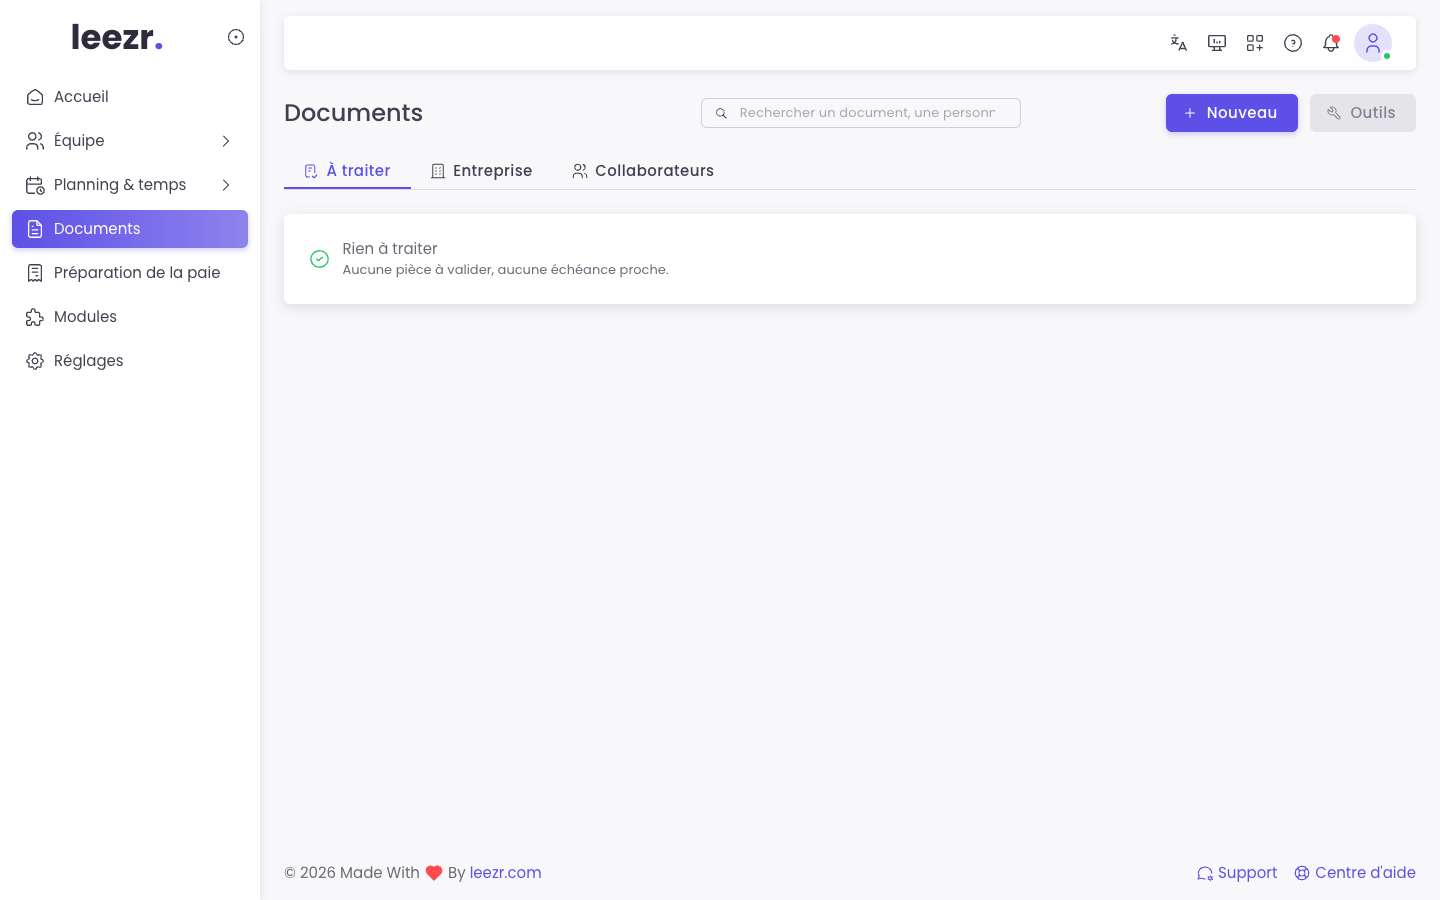 leezr.
Accueil
Équipe
Planning & temps
Documents
Préparation de la paie
Modules
Réglages
Documents
Rechercher un document, une personr
Nouveau
Outils
À traiter
Entreprise
Collaborateurs
Rien à traiter
Aucune pièce à valider, aucune échéance proche.
© 2026 Made With By leezr.com
Support
Centre d'aide